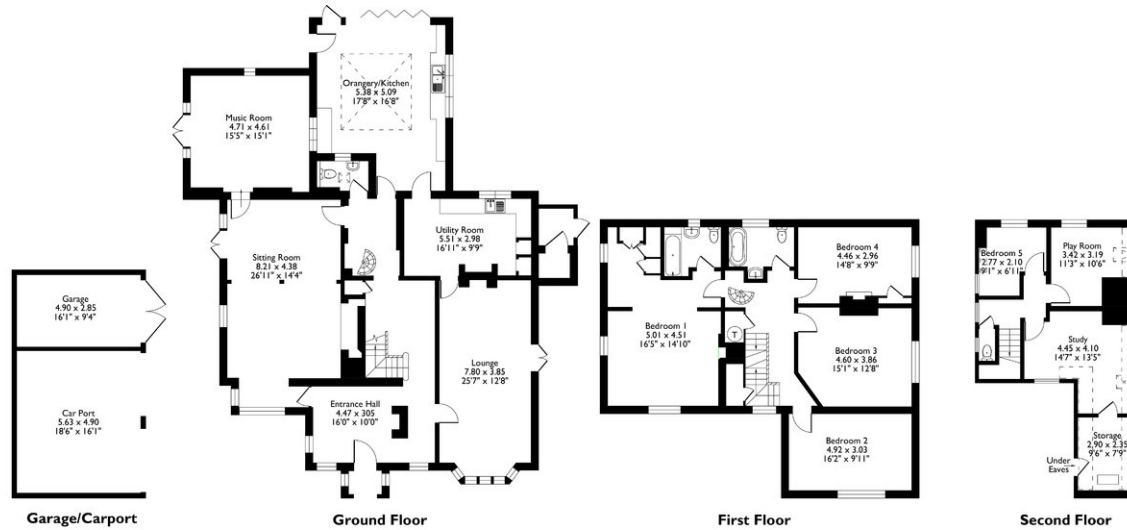 Garage
4.90 x 2.85
16'1" x 9'4"
Car Port
5.63 x 4.90
18'6" x 16'1"
Garage/Carport
Orangery/Kitchen
5.38 x 5.09
17'8" x 16'8"
Music Room
4.71 x 4.61
15'5" x 15'1"
Utility Room
5.51 x 2.98
16'11" x 9'9"
Sitting Room
8.21 x 4.38
26'11" x 14'4"
Lounge
7.80 x 3.85
25'7" x 12'8"
Entrance Hall
4.47 x 305
16'0" x 10'0"
Ground Floor
Bedroom 4
4.46 x 2.96
14'8" x 9'9"
Bedroom 1
5.01 x 4.51
16'5" x 14'10"
T
Bedroom 3
4.60 x 3.86
15'1" x 12'8"
Bedroom 2
4.92 x 3.03
16'2" x 9'11"
First Floor
Bedroom 5
2.77 x 2.10
9'1" x 6'11"
Play Room
3.42 x 3.19
11'3" x 10'6"
Study
4.45 x 4.10
14'7" x 13'5"
Storage
2.90 x 2.35
9'6" x 7'9"
Under
Eaves
Second Floor